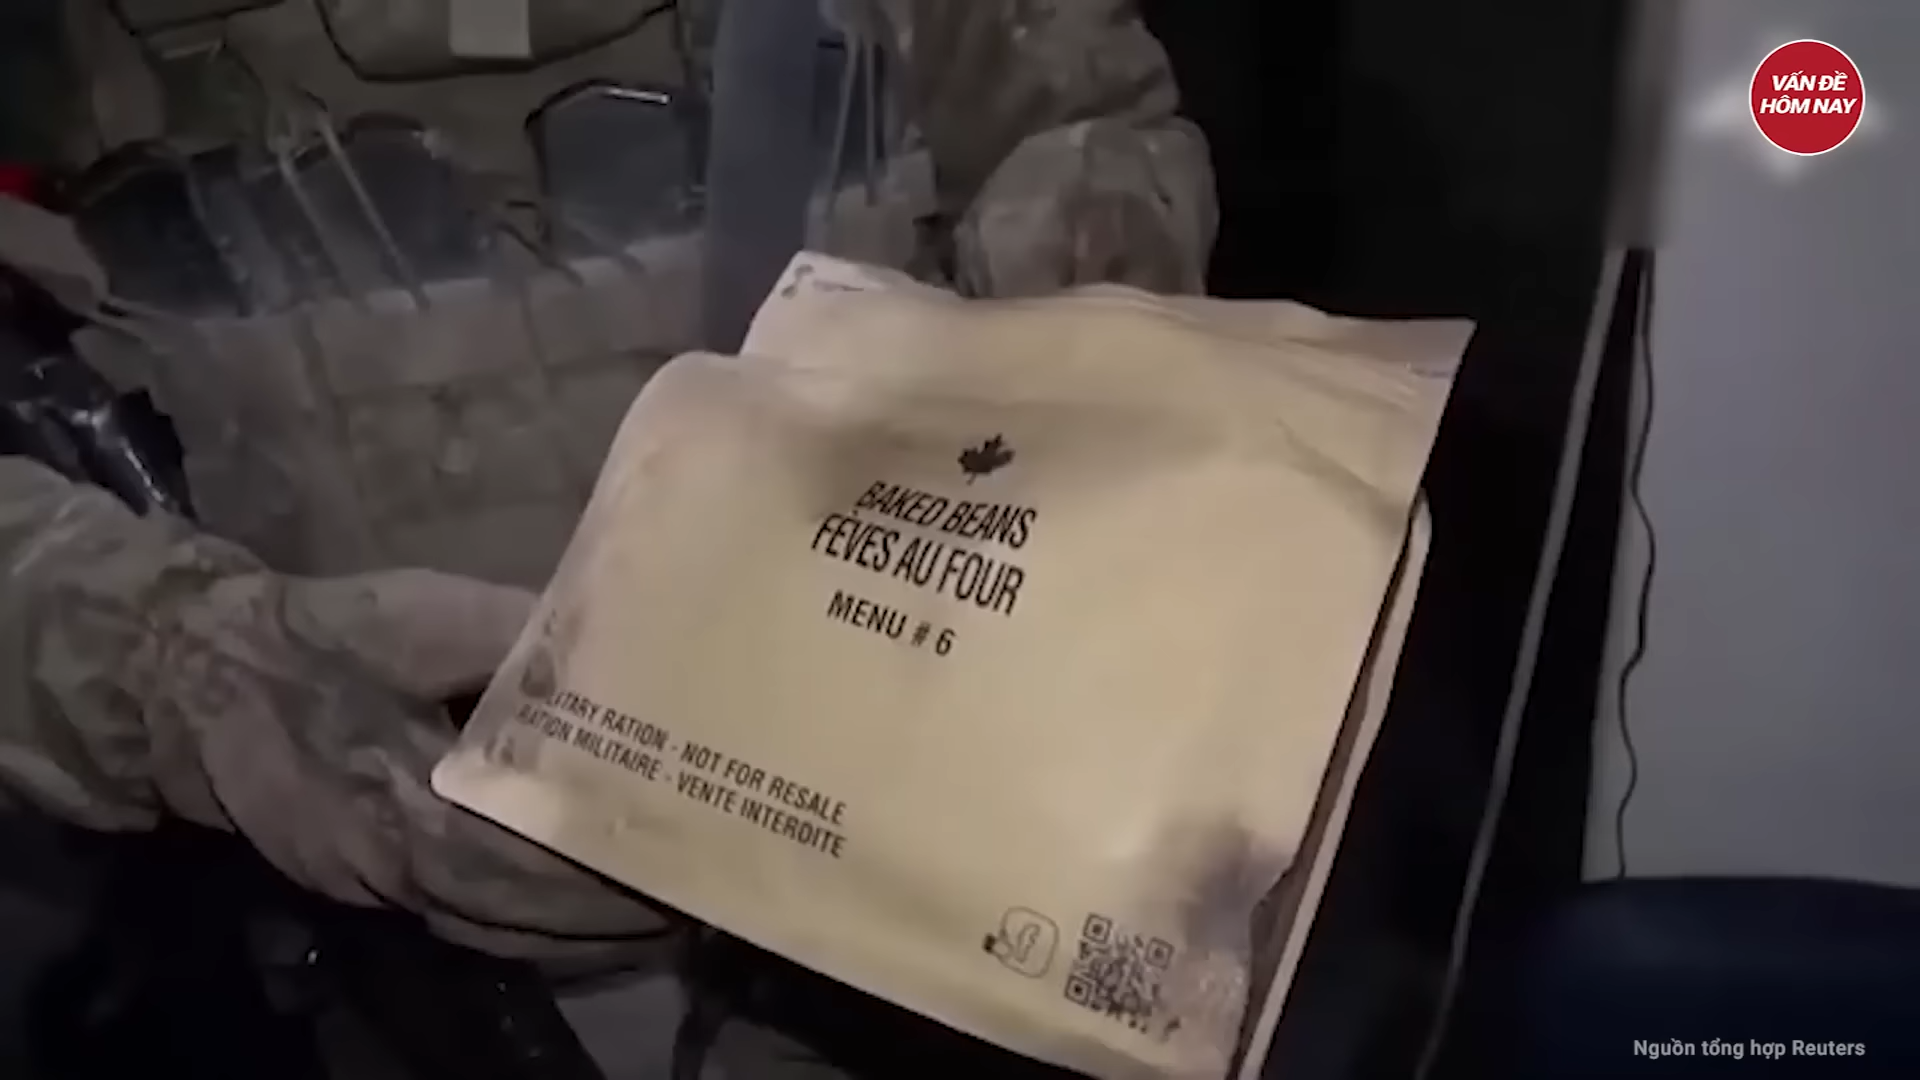 VẤN ĐỀ
HÔM NAY
BAKED BEANS
FÈVES AU FOUR
MENU # 6
MILITARY RATION - NOT FOR RESALE
RATION MILITAIRE - VENTE INTERDITE
Nguồn tổng hợp Reuters